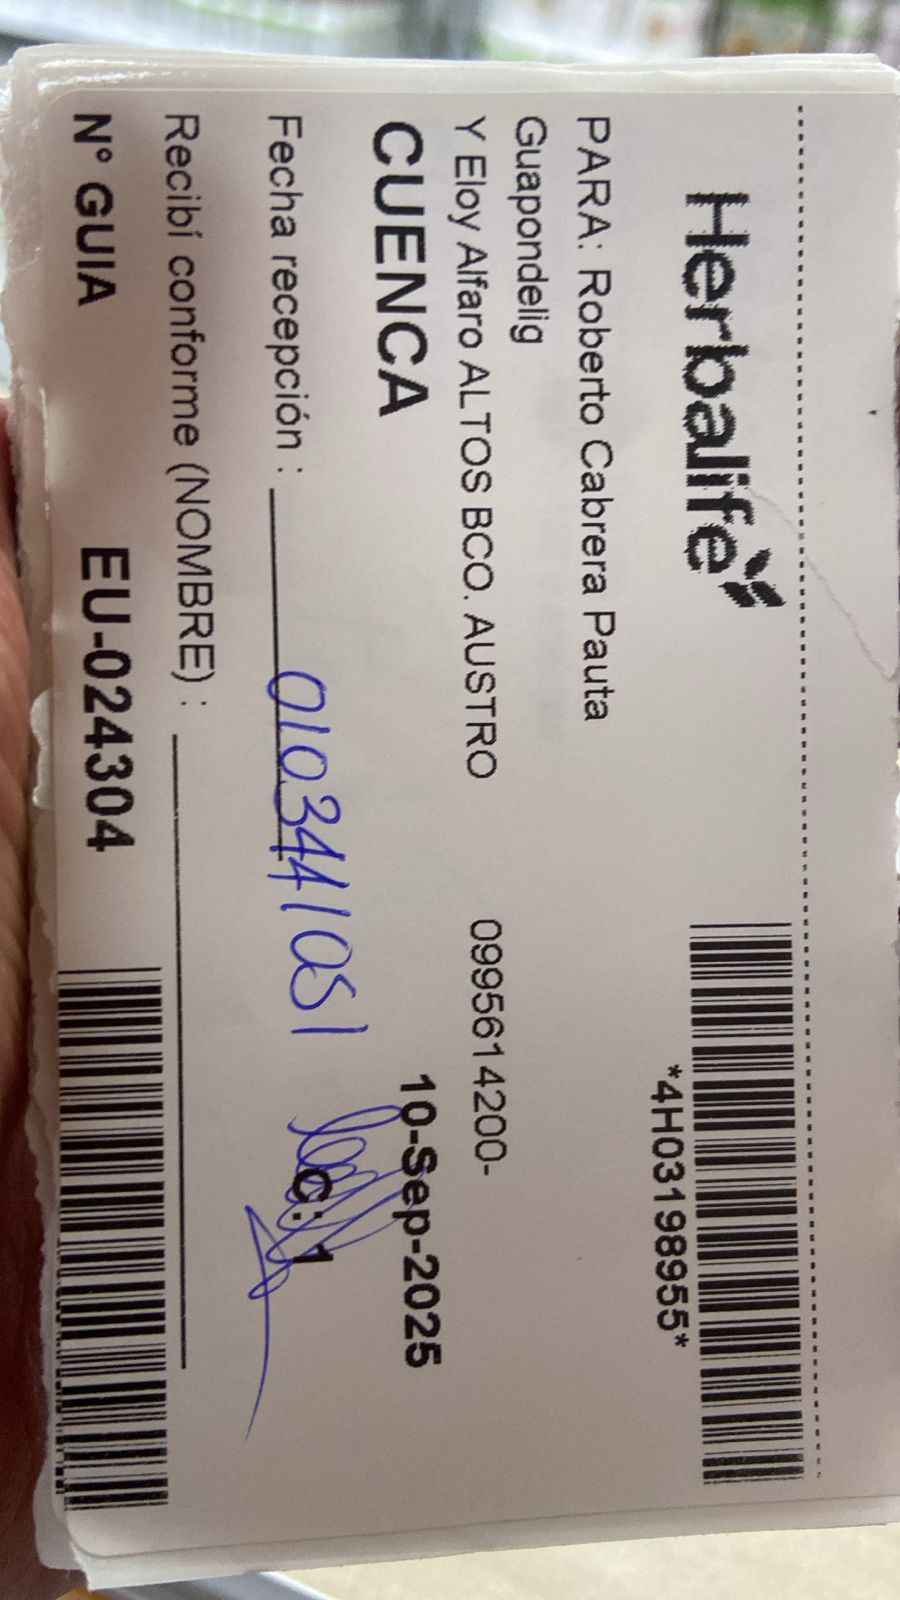 Herbalife
*4H03198955*
PARA: Roberto Cabrera Pauta
Guapondelig
Y Eloy Alfaro ALTOS BCO. AUSTRO 0995614200-
CUENCA 10-Sep-2025
Fecha recepción : 0103441051 C: 1
Recibí conforme (NOMBRE) :
N° GUIA EU-024304